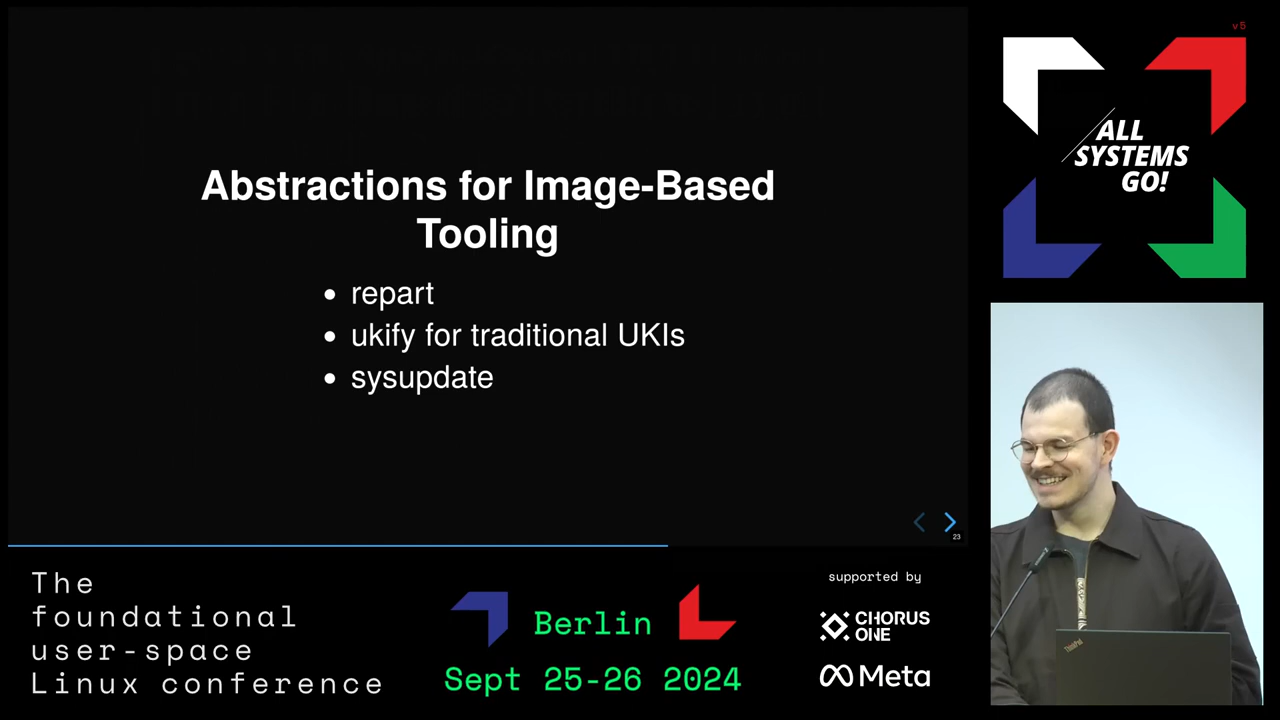 Abstractions for Image-Based
Tooling
repart
ukify for traditional UKIs
sysupdate
23
v5
ALL
SYSTEMS
GO!
ThinkPad
The
foundational
user-space
Linux conference
Berlin
Sept 25-26 2024
supported by
CHORUS
ONE
Meta